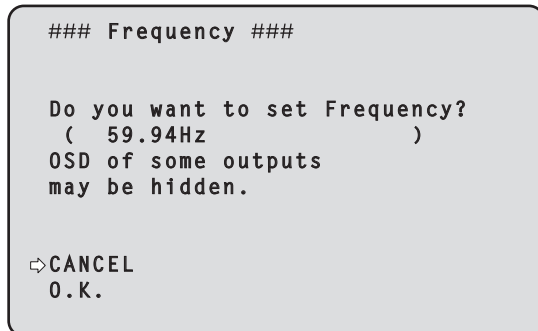 ### Frequency ###
Do you want to set Frequency?
( 59.94Hz )
OSD of some outputs
may be hidden.
⇨CANCEL
O.K.